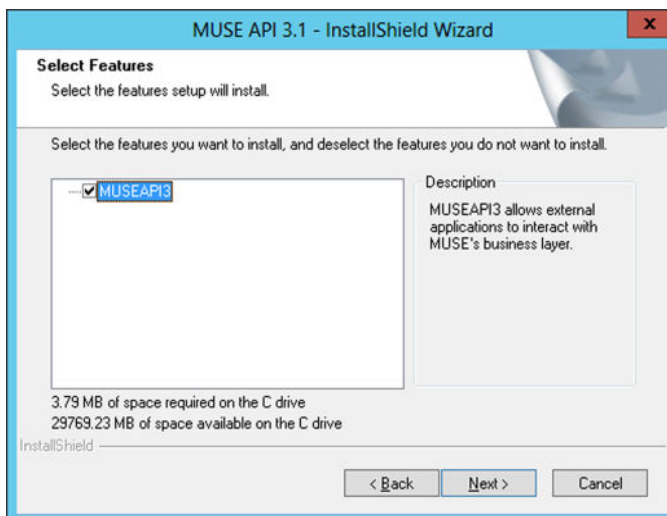 MUSE API 3.1 - InstallShield Wizard
x
Select Features
Select the features setup will install.
Select the features you want to install, and deselect the features you do not want to install.
MUSEAPI3
Description
MUSEAPI3 allows external
applications to interact with
MUSE's business layer.
3.79 MB of space required on the C drive
29769.23 MB of space available on the C drive
InstallShield
< Back
Next >
Cancel